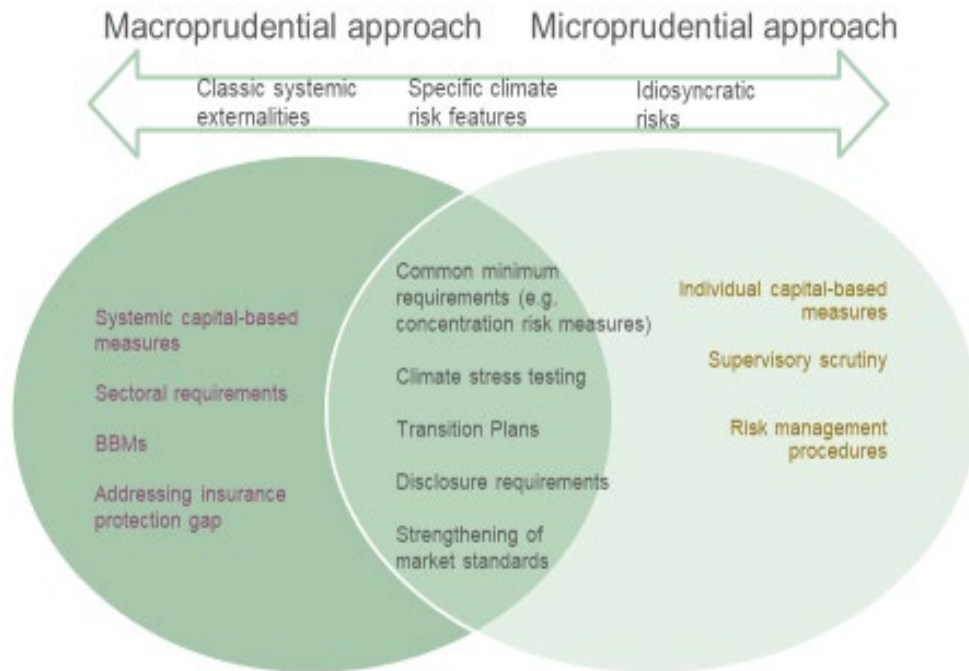 Macroprudential approach
Microprudential approach
Classic systemic
externalities
Specific climate
risk features
Idiosyncratic
risks
Systemic capital-based
measures
Sectoral requirements
BBMs
Addressing insurance
protection gap
Common minimum
requirements (e.g.
concentration risk measures)
Climate stress testing
Transition Plans
Disclosure requirements
Strengthening of
market standards
Individual capital-based
measures
Supervisory scrutiny
Risk management
procedures